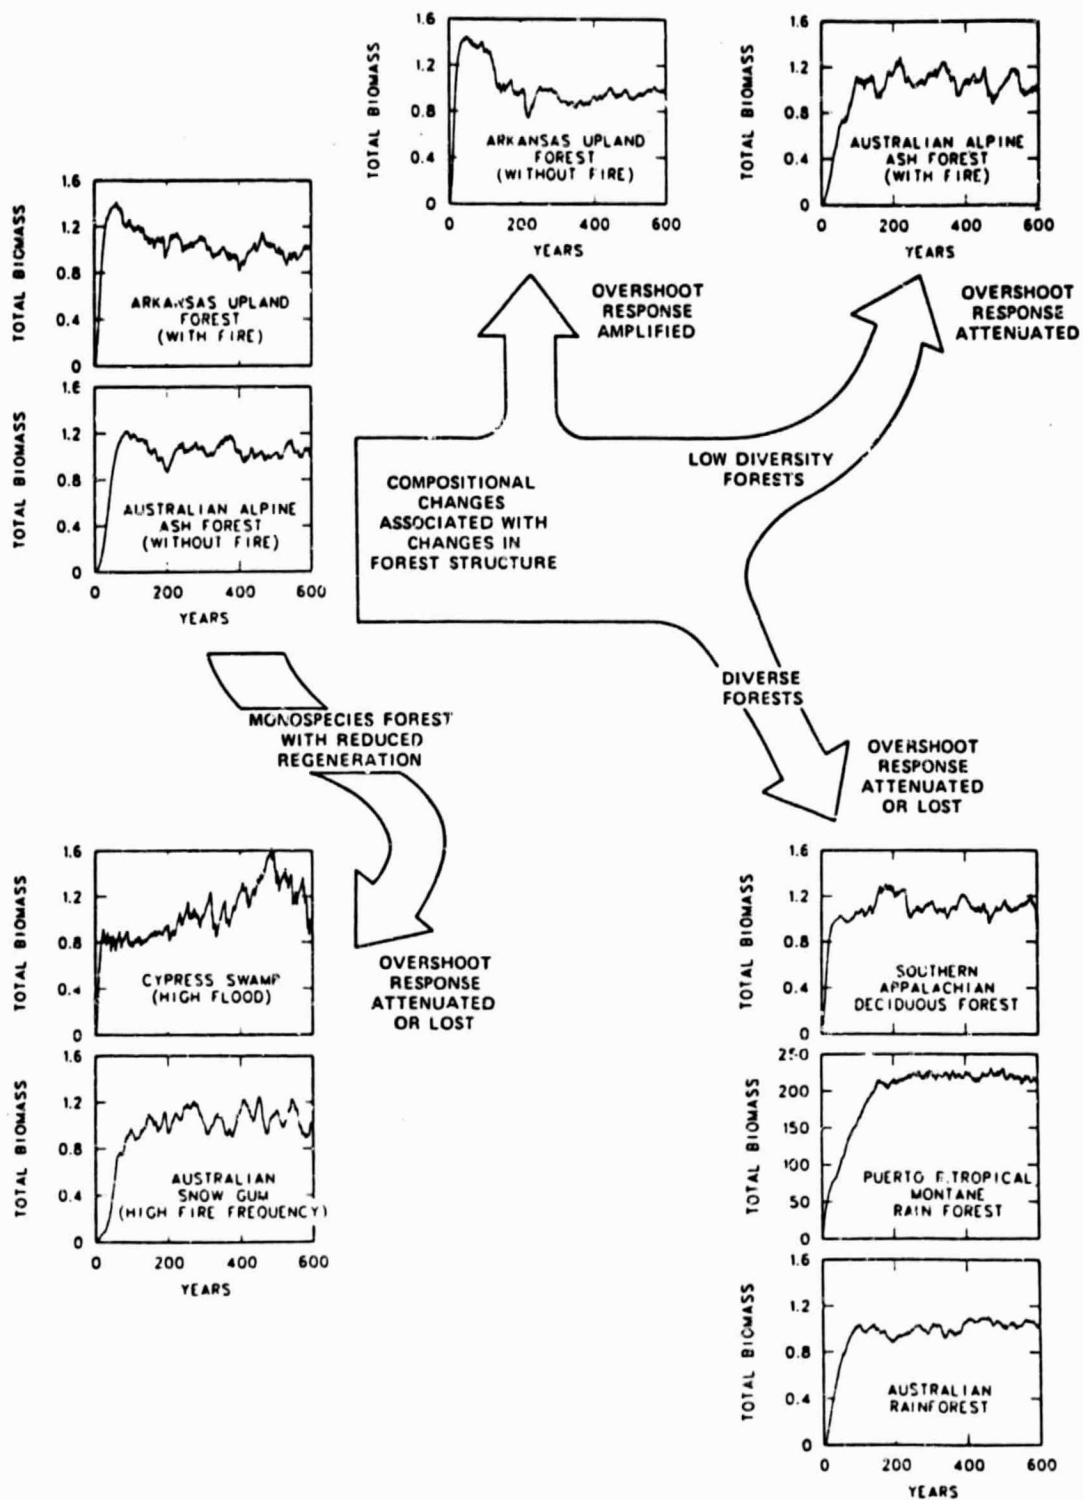 TOTAL BIOMASS
1.6
1.2
0.8
0.4
0
ARKANSAS UPLAND
FOREST
(WITHOUT FIRE)
0 200 400 600
YEARS
OVERSHOOT
RESPONSE
AMPLIFIED
TOTAL BIOMASS
1.6
1.2
0.8
0.4
0
AUSTRALIAN ALPINE
ASH FOREST
(WITH FIRE)
0 200 400 600
YEARS
OVERSHOOT
RESPONSE
ATTENUATED
TOTAL BIOMASS
1.6
1.2
0.8
0.4
0
ARKANSAS UPLAND
FOREST
(WITH FIRE)
TOTAL BIOMASS
1.6
1.2
0.8
0.4
0
AUSTRALIAN ALPINE
ASH FOREST
(WITHOUT FIRE)
0 200 400 600
YEARS
COMPOSITIONAL
CHANGES
ASSOCIATED WITH
CHANGES IN
FOREST STRUCTURE
LOW DIVERSITY
FORESTS
DIVERSE
FORESTS
OVERSHOOT
RESPONSE
ATTENUATED
OR LOST
MONOSPECIES FOREST
WITH REDUCED
REGENERATION
OVERSHOOT
RESPONSE
ATTENUATED
OR LOST
TOTAL BIOMASS
1.6
1.2
0.8
0.4
0
CYPRESS SWAMP
(HIGH FLOOD)
TOTAL BIOMASS
1.6
1.2
0.8
0.4
0
AUSTRALIAN
SNOW GUM
(HIGH FIRE FREQUENCY)
0 200 400 600
YEARS
TOTAL BIOMASS
1.6
1.2
0.8
0.4
0
SOUTHERN
APPALACHIAN
DECIDUOUS FOREST
TOTAL BIOMASS
250
200
150
100
50
0
PUERTO R.TROPICAL
MONTANE
RAIN FOREST
TOTAL BIOMASS
1.6
1.2
0.8
0.4
0
AUSTRALIAN
RAINFOREST
0 200 400 600
YEARS